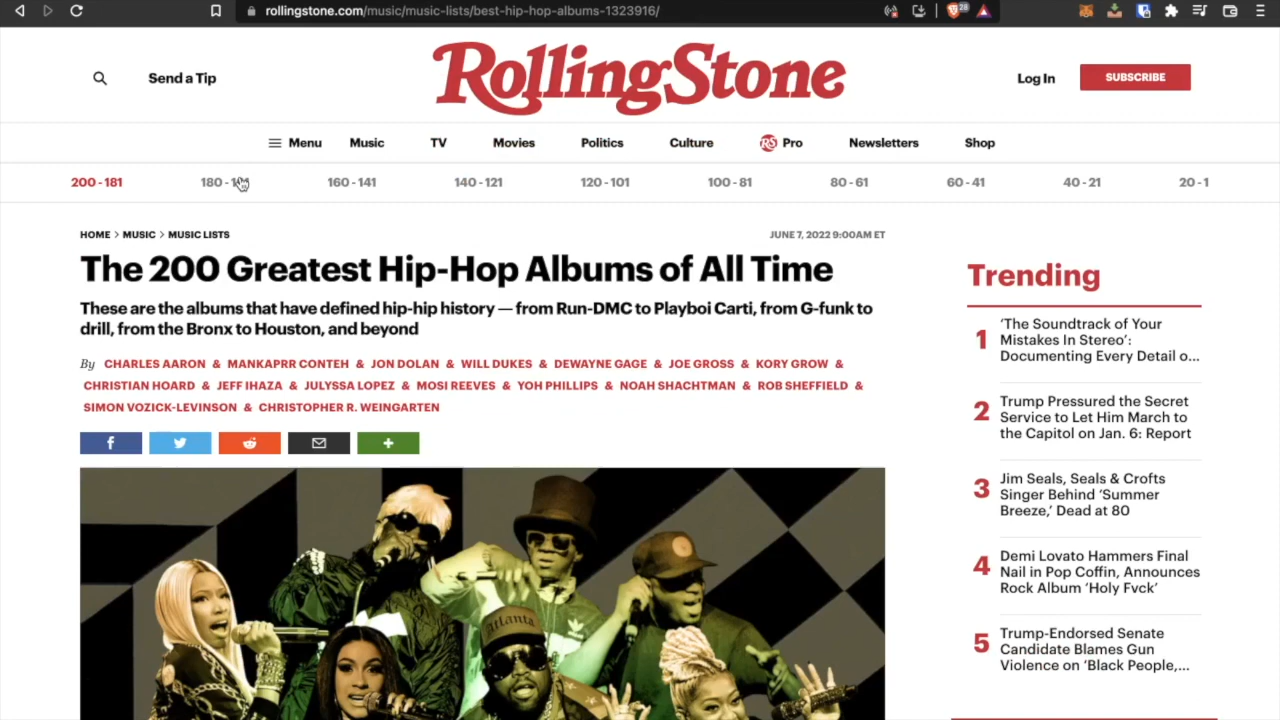 rollingstone.com/music/music-lists/best-hip-hop-albums-1323916/
28
Send a Tip
RollingStone
Log In
SUBSCRIBE
Menu
Music
TV
Movies
Politics
Culture
RS Pro
Newsletters
Shop
200 - 181
180 -
160 - 141
140 - 121
120 - 101
100 - 81
80 - 61
60 - 41
40 - 21
20 - 1
HOME > MUSIC > MUSIC LISTS
JUNE 7, 2022 9:00AM ET
The 200 Greatest Hip-Hop Albums of All Time
These are the albums that have defined hip-hip history — from Run-DMC to Playboi Carti, from G-funk to
drill, from the Bronx to Houston, and beyond
By CHARLES AARON & MANKAPRR CONTEH & JON DOLAN & WILL DUKES & DEWAYNE GAGE & JOE GROSS & KORY GROW &
CHRISTIAN HOARD & JEFF IHAZA & JULYSSA LOPEZ & MOSI REEVES & YOH PHILLIPS & NOAH SHACHTMAN & ROB SHEFFIELD &
SIMON VOZICK-LEVINSON & CHRISTOPHER R. WEINGARTEN
Atlanta
Trending
1
'The Soundtrack of Your
Mistakes In Stereo':
Documenting Every Detail o...
2
Trump Pressured the Secret
Service to Let Him March to
the Capitol on Jan. 6: Report
3
Jim Seals, Seals & Crofts
Singer Behind 'Summer
Breeze,' Dead at 80
4
Demi Lovato Hammers Final
Nail in Pop Coffin, Announces
Rock Album 'Holy Fvck'
5
Trump-Endorsed Senate
Candidate Blames Gun
Violence on 'Black People,...